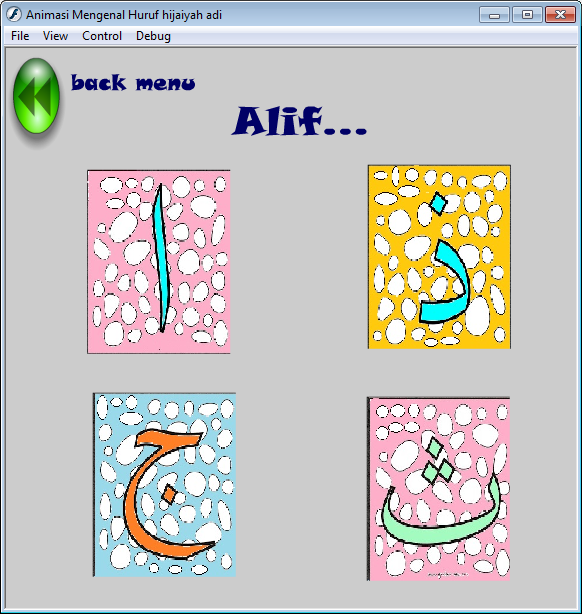 Animasi Mengenal Huruf hijaiyah adi
File View Control Debug
back menu
Alif...
ا
ذ
ج
ث